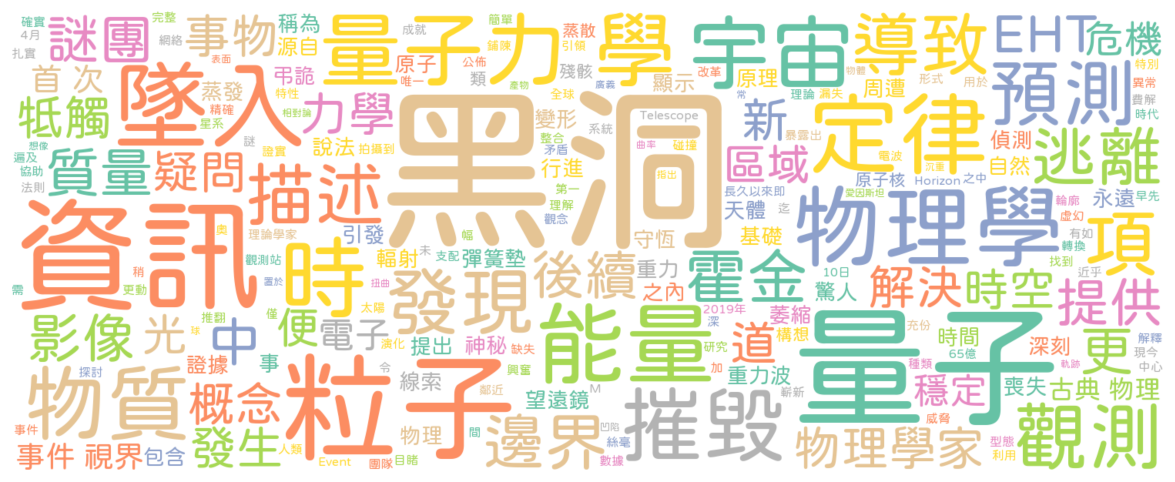 完整
確實
4月
網絡
扎實
表面
謎團
事物
稱為
源自
量子力學
成就
簡單
鋪陳
引領
蒸散
公佈
殘骸
改革
宇宙
導致
EHT
危機
首次
蒸發
弔詭
原子
唯一
類
產物
廣義
全球
顯示
原理
理論
物體
漏失
周遭
形式
用於
預測
特別
異常
費解
時代
墜入
特性
精確
星系
相對論
力學
黑洞
變形
系統
Telescope
曲率
碰撞
常
新
暴露出
定律
偵測
自然
逃離
牴觸
想像
遍及
協助
法則
謎
證實
說法
拍攝到
整合
矛盾
行進
第一
理解
觀念
指出
區域
電波
沉重
愛因斯坦
原子核
Horizon
之中
質量
疑問
描述
理論學家
引發
長久以來即
天體
迄
物理學
輪廓
虛幻
永遠
早先
有如
轉換
找到
項
資訊
奧
觀測站
置於
時
輻射
扭曲
未
幅
支配
彈簧墊
守恆
後續
重力
之內
基礎
霍金
10日
驚人
解決
時空
近乎
提供
稍
更動
需
推翻
球
僅
便
太陽
電子
演化
發現
提出
神秘
缺失
興奮
能量
2019年
深
研究
萎縮
構想
道
充份
時間
65億
量子
深刻
更
解釋
現今
中心
影像
光
中
證據
事
探討
令
線索
鄰近
望遠鏡
M
加
重力波
嶄新
種類
軌跡
穩定
喪失
古典
物理
物質
概念
粒子
物理
間
邊界
凹陷
絲毫
數據
摧毀
物理學家
威脅
型態
利用
觀測
事件
事件
視界
包含
發生
人類
Event
團隊
目睹